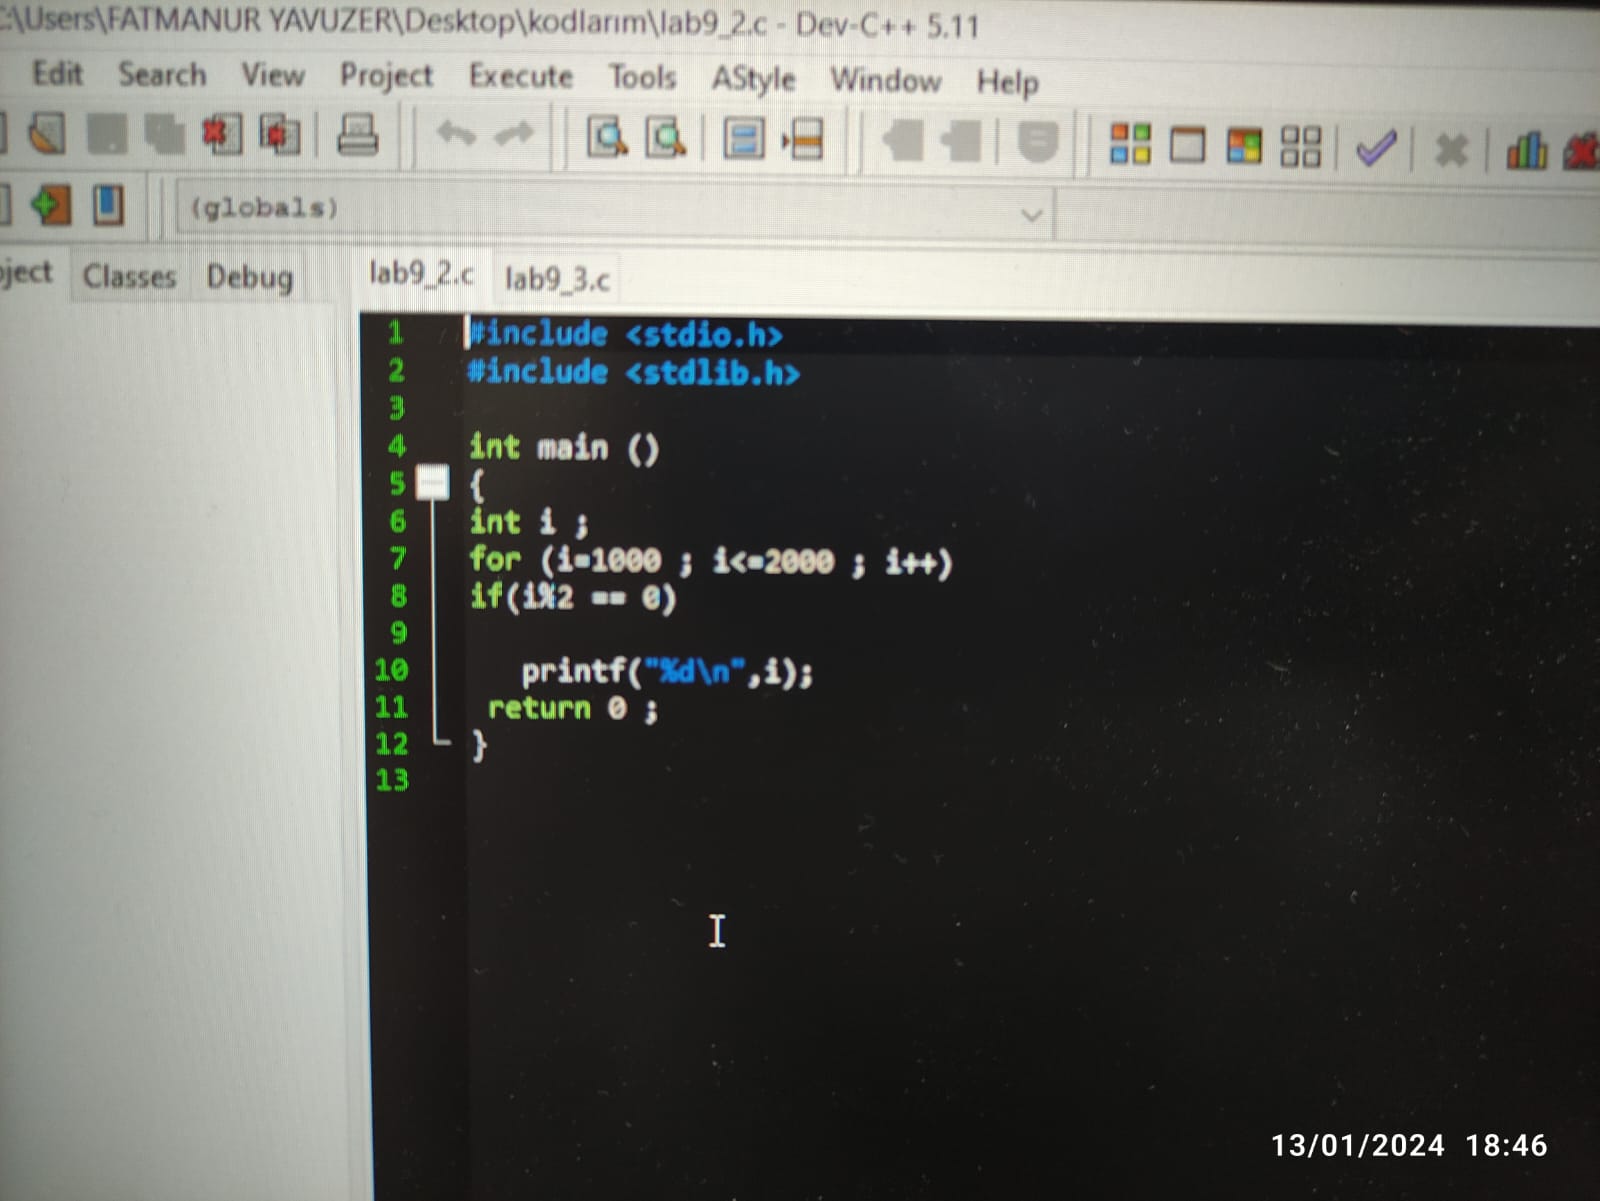 :\Users\FATMANUR YAVUZER\Desktop\kodlarım\lab9_2.c - Dev-C++ 5.11
Edit Search View Project Execute Tools AStyle Window Help
(globals)
ject Classes Debug lab9_2.c lab9_3.c
1 #include <stdio.h>
2 #include <stdlib.h>
3
4 int main ()
5 {
6 int i ;
7 for (i=1000 ; i<=2000 ; i++)
8 if(i%2 == 0)
9
10 printf("%d\n",i);
11 return 0 ;
12 }
13
13/01/2024 18:46